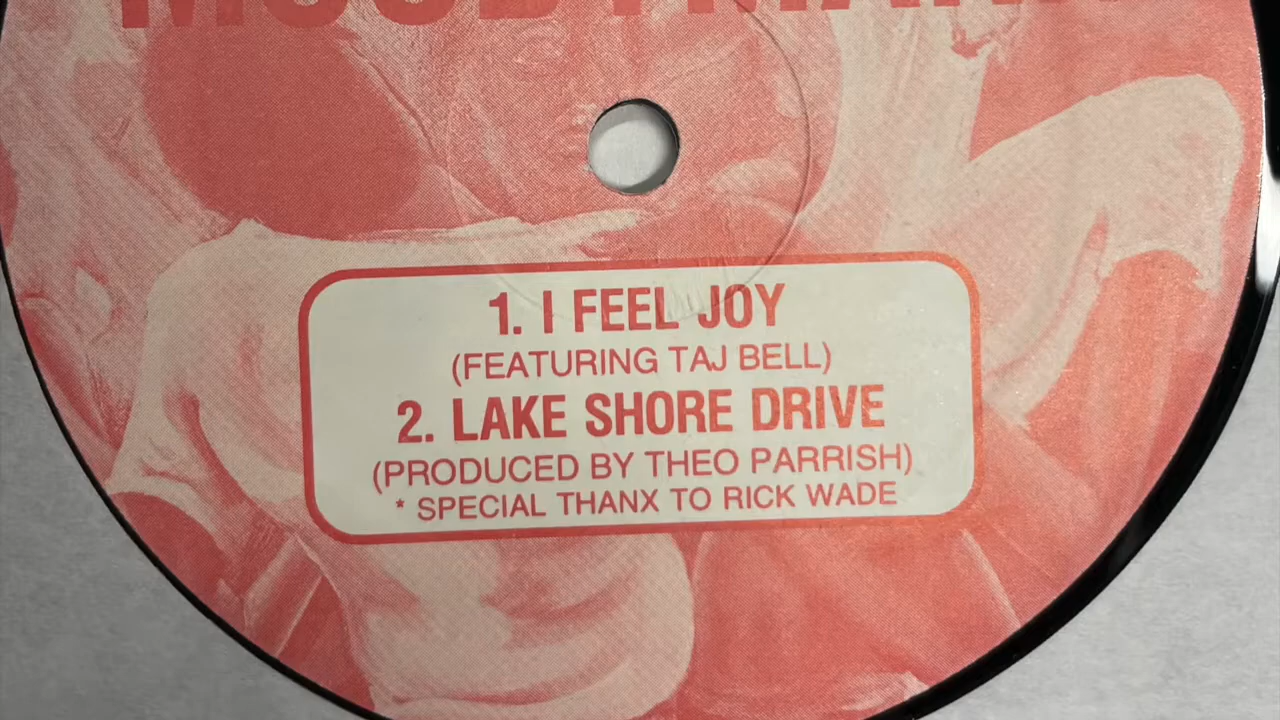 MOODYMANN
1. I FEEL JOY
(FEATURING TAJ BELL)
2. LAKE SHORE DRIVE
(PRODUCED BY THEO PARRISH)
* SPECIAL THANX TO RICK WADE